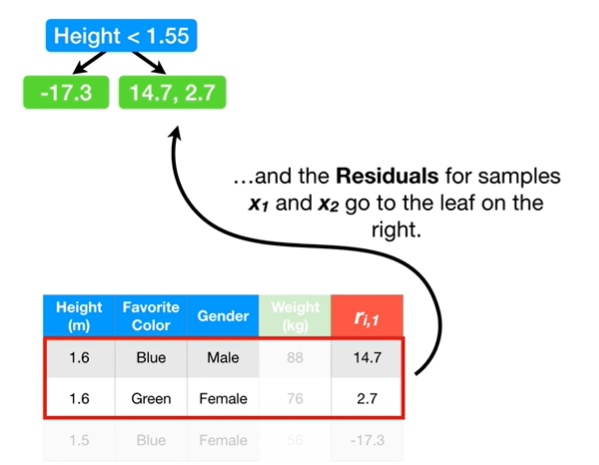 Height < 1.55
-17.3
14.7, 2.7
...and the Residuals for samples
x1 and x2 go to the leaf on the
right.
Height (m) Favorite Color Gender Weight (kg) ri,1
1.6 Blue Male 88 14.7
1.6 Green Female 76 2.7
1.5 Blue Female 56 -17.3